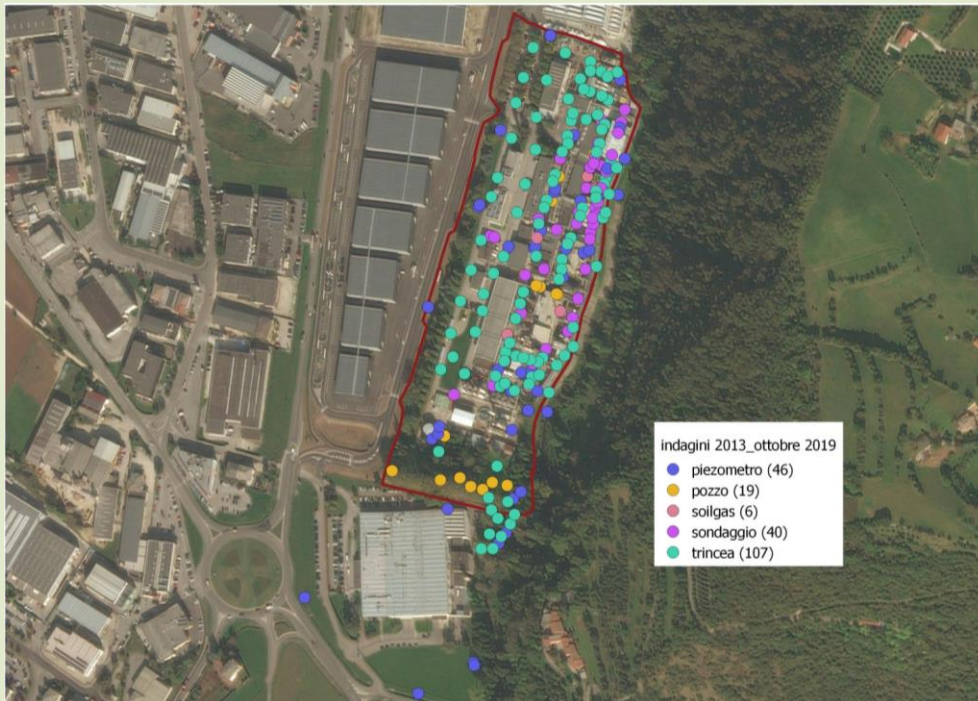 indagini 2013_ottobre 2019
piezometro (46)
pozzo (19)
soilgas (6)
sondaggio (40)
trincea (107)